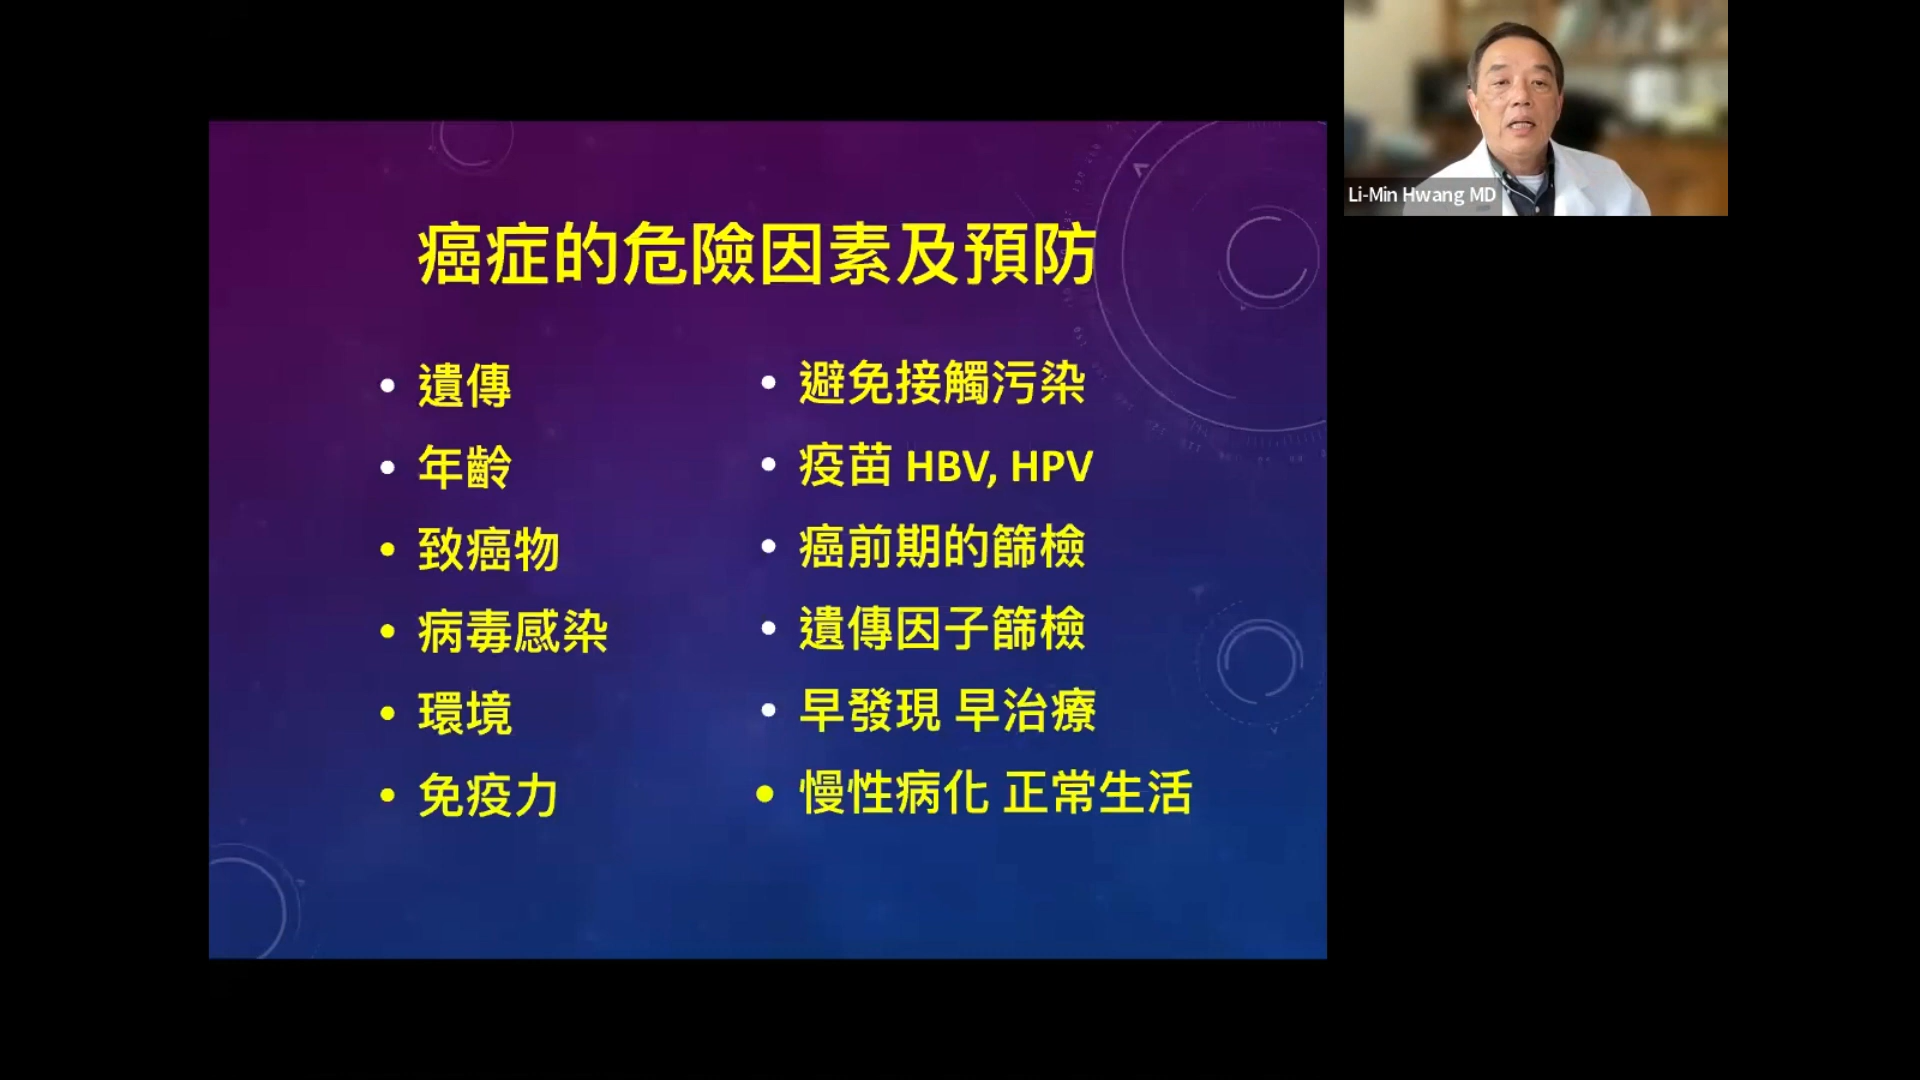 Li-Min Hwang MD
癌症的危險因素及預防
遺傳
年齡
致癌物
病毒感染
環境
免疫力
避免接觸污染
疫苗 HBV, HPV
癌前期的篩檢
遺傳因子篩檢
早發現 早治療
慢性病化 正常生活